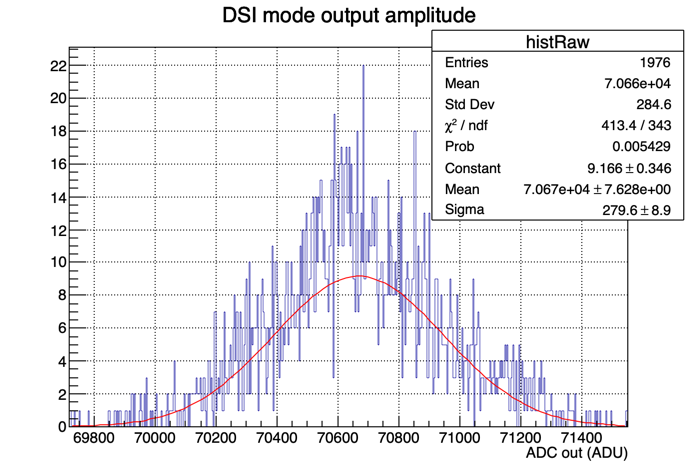 DSI mode output amplitude
histRaw
Entries 1976
Mean 7.066e+04
Std Dev 284.6
χ² / ndf 413.4 / 343
Prob 0.005429
Constant 9.166 ± 0.346
Mean 7.067e+04 ± 7.628e+00
Sigma 279.6 ± 8.9
22
20
18
16
14
12
10
8
6
4
2
0
69800 70000 70200 70400 70600 70800 71000 71200 71400
ADC out (ADU)